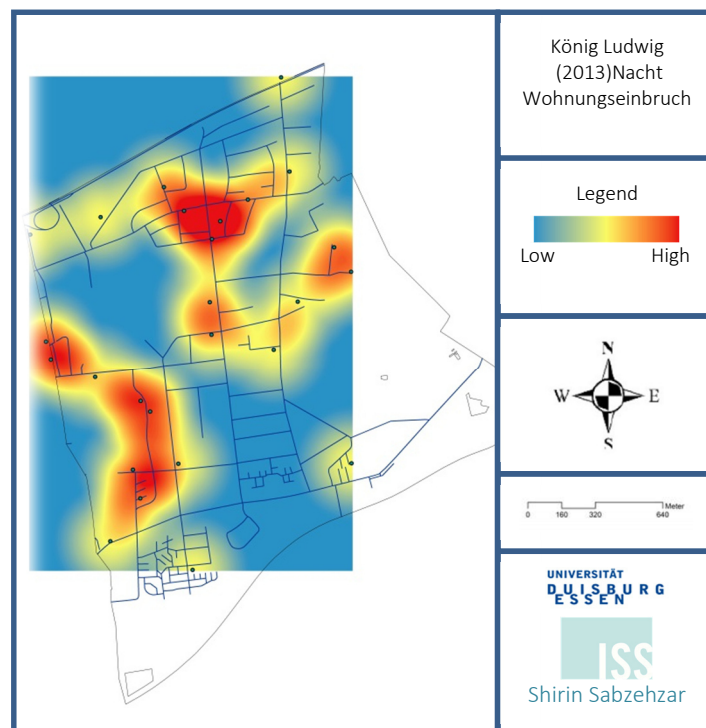 König Ludwig
(2013)Nacht
Wohnungseinbruch
Legend
Low High
N
W E
S
Meter
0 160 320 640
UNIVERSITÄT
DUISBURG
ESSEN
ISS
Shirin Sabzehzar